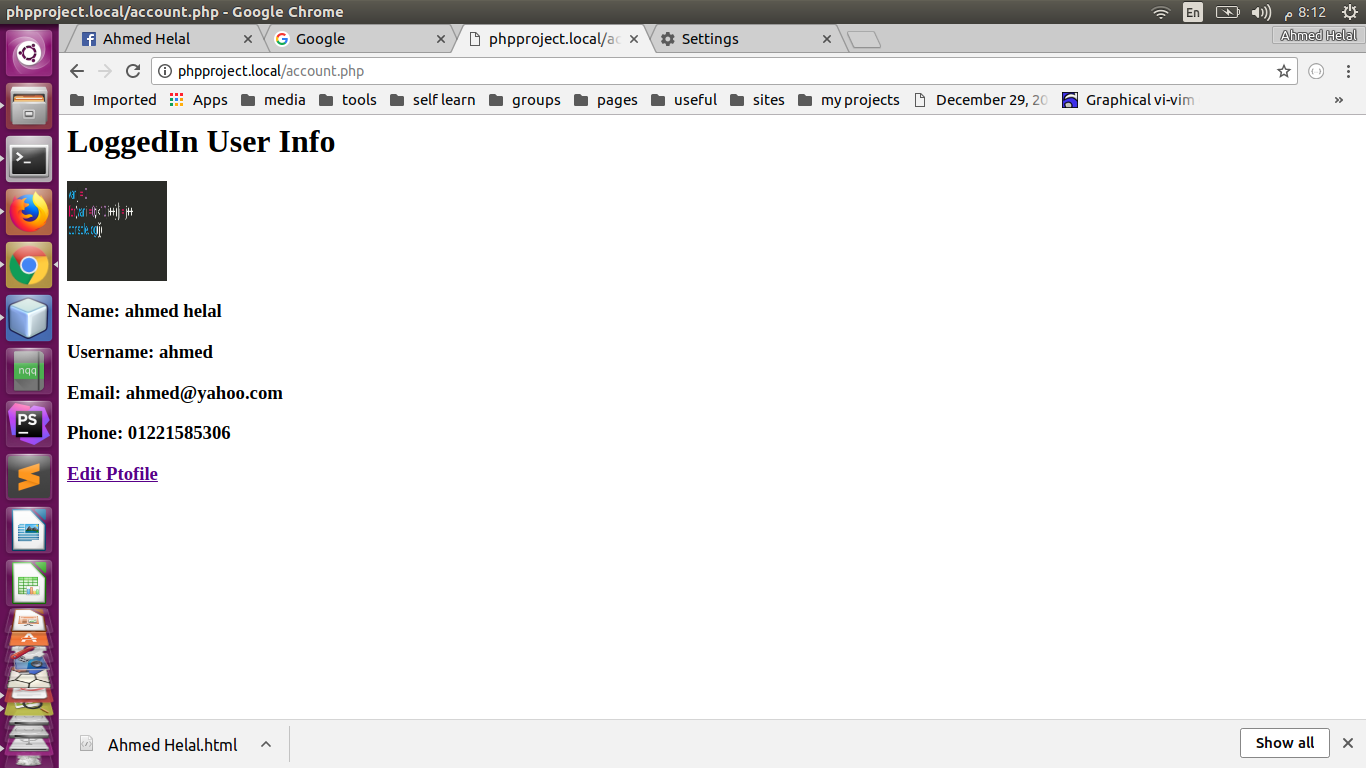 phpproject.local/account.php - Google Chrome
En
8:12 م
Ahmed Helal
Google
phpproject.local/ac
Settings
Ahmed Helal
phpproject.local/account.php
Imported
Apps
media
tools
self learn
groups
pages
useful
sites
my projects
December 29, 20
Graphical vi-vim
»
LoggedIn User Info
Name: ahmed helal
Username: ahmed
Email: ahmed@yahoo.com
Phone: 01221585306
Edit Ptofile
nqq
PS
Ahmed Helal.html
Show all